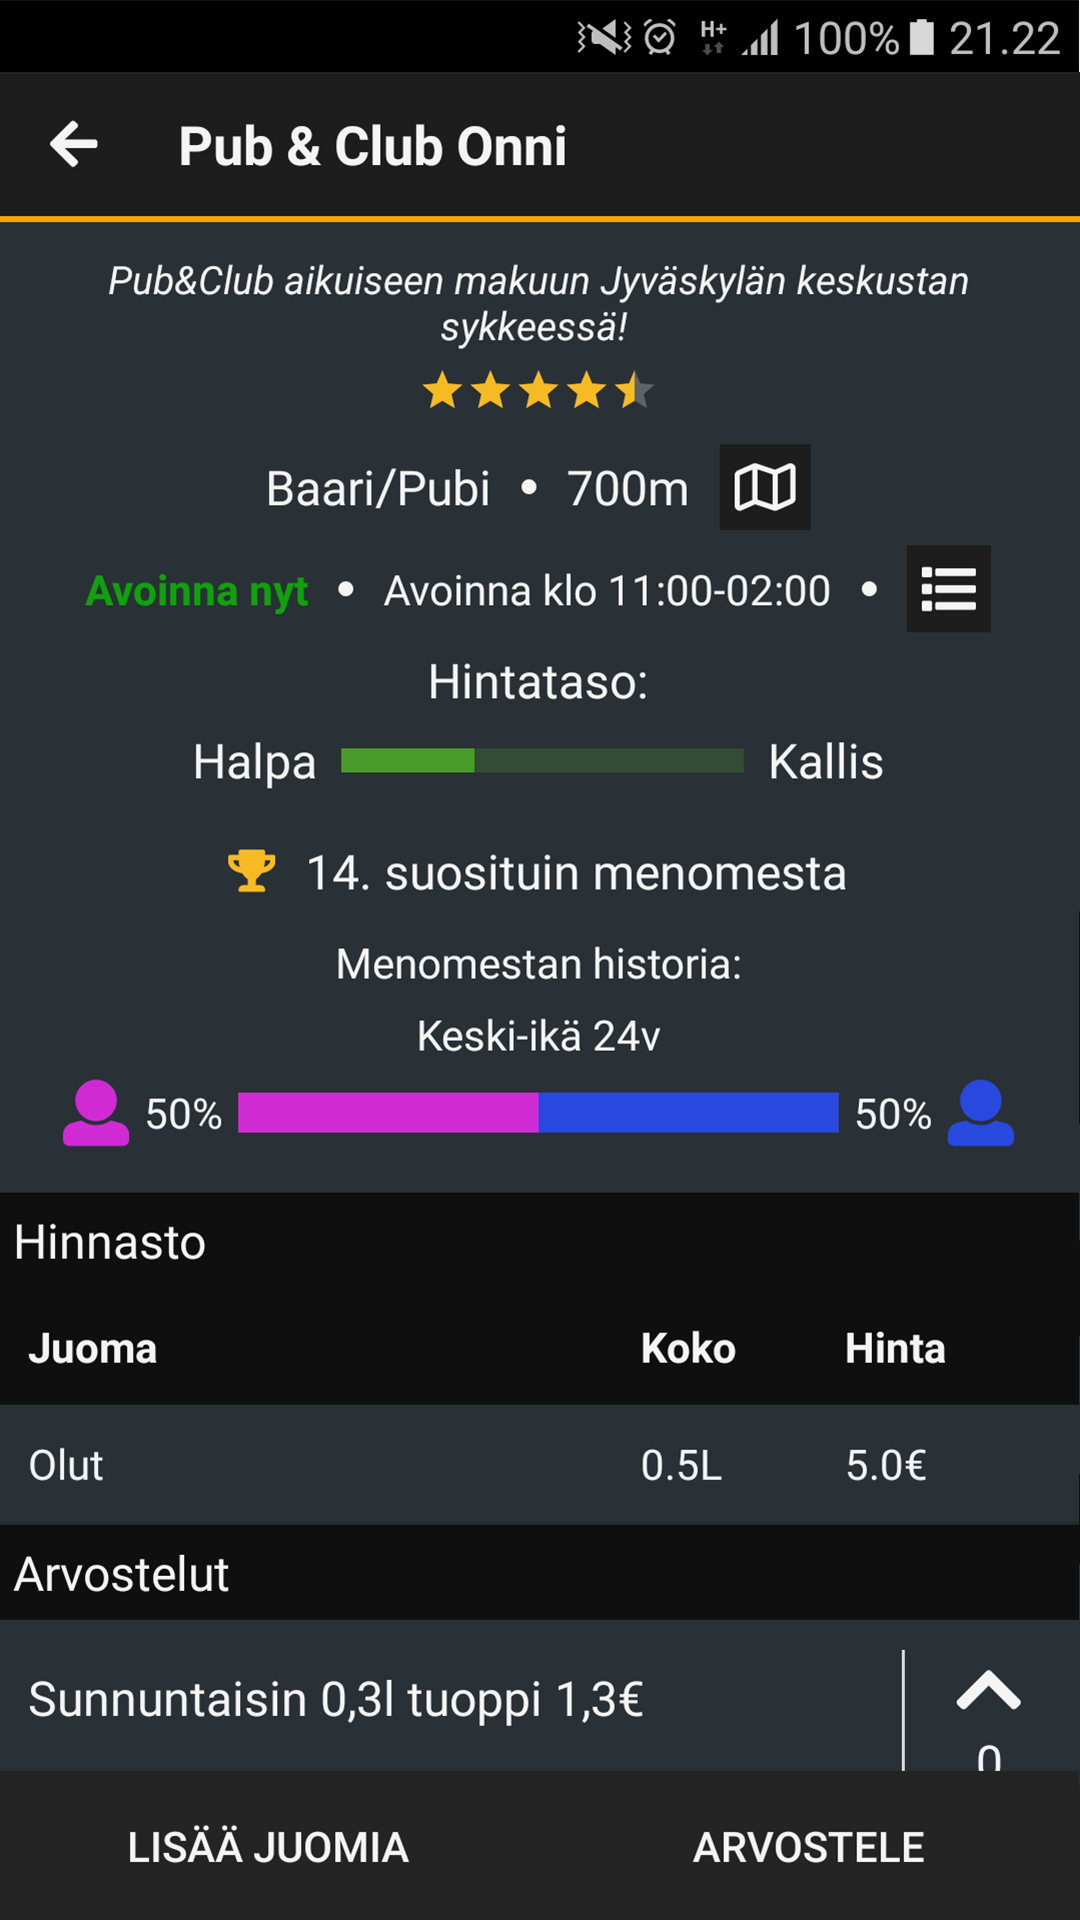 H+ 100% 21.22
Pub & Club Onni
Pub&Club aikuiseen makuun Jyväskylän keskustan
sykkeessä!
Baari/Pubi • 700m
Avoinna nyt • Avoinna klo 11:00-02:00 •
Hintataso:
Halpa Kallis
14. suosituin menomesta
Menomestan historia:
Keski-ikä 24v
50% 50%
Hinnasto
Juoma Koko Hinta
Olut 0.5L 5.0€
Arvostelut
Sunnuntaisin 0,3l tuoppi 1,3€
0
LISÄÄ JUOMIA ARVOSTELE